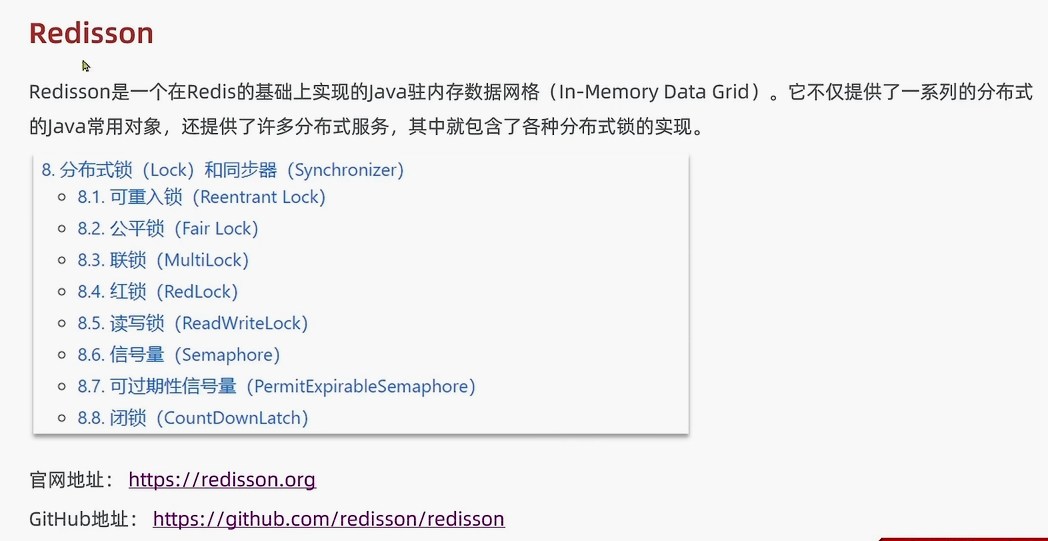 Redisson
Redisson是一个在Redis的基础上实现的Java驻内存数据网格（In-Memory Data Grid）。它不仅提供了一系列的分布式
的Java常用对象，还提供了许多分布式服务，其中就包含了各种分布式锁的实现。
8. 分布式锁（Lock）和同步器（Synchronizer）
8.1. 可重入锁（Reentrant Lock）
8.2. 公平锁（Fair Lock）
8.3. 联锁（MultiLock）
8.4. 红锁（RedLock）
8.5. 读写锁（ReadWriteLock）
8.6. 信号量（Semaphore）
8.7. 可过期性信号量（PermitExpirableSemaphore）
8.8. 闭锁（CountDownLatch）
官网地址： https://redisson.org
GitHub地址： https://github.com/redisson/redisson